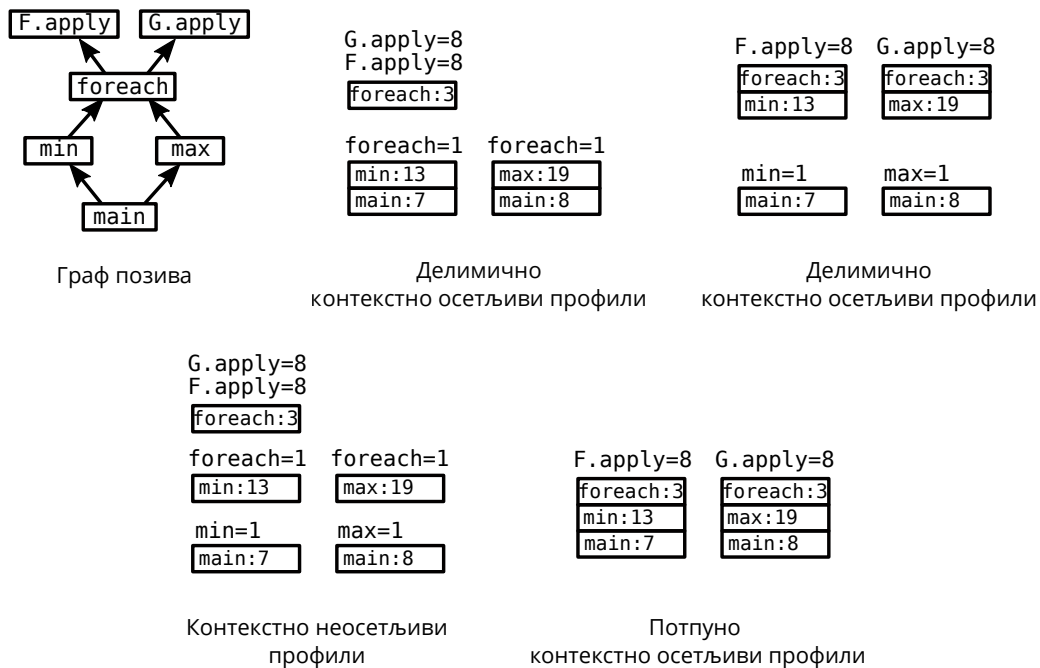 F.apply G.apply
foreach
min max
main
Граф позива
G.apply=8
F.apply=8
foreach:3
foreach=1 foreach=1
min:13 max:19
main:7 main:8
Делимично
контекстно осетљиви профили
F.apply=8 G.apply=8
foreach:3 foreach:3
min:13 max:19
min=1 max=1
main:7 main:8
Делимично
контекстно осетљиви профили
G.apply=8
F.apply=8
foreach:3
foreach=1 foreach=1
min:13 max:19
min=1 max=1
main:7 main:8
Контекстно неосетљиви
профили
F.apply=8 G.apply=8
foreach:3 foreach:3
min:13 max:19
main:7 main:8
Потпуно
контекстно осетљиви профили